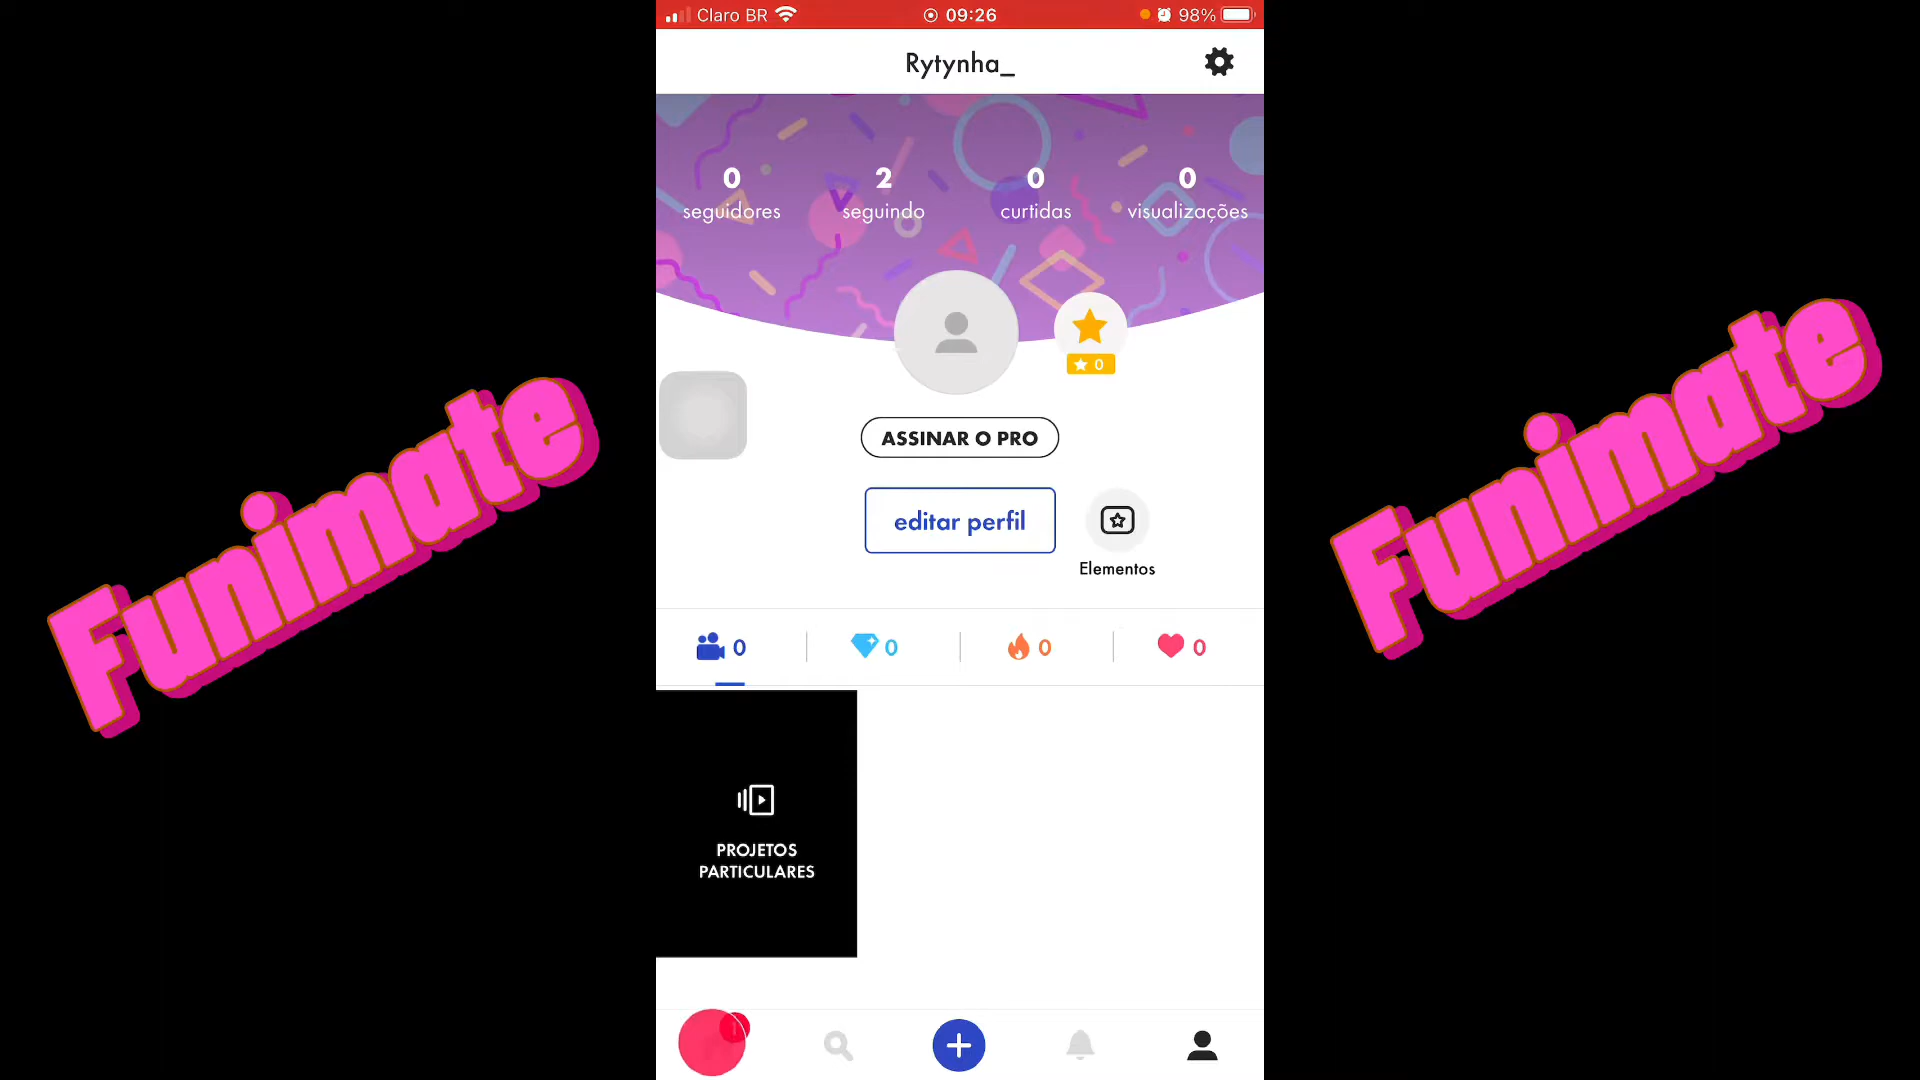 Claro BR 09:26 98%
Rytynha_
0 2 0 0
seguidores seguindo curtidas visualizações
0
ASSINAR O PRO
editar perfil
Elementos
0 0 0 0
PROJETOS
PARTICULARES
1
Funimate
Funimate